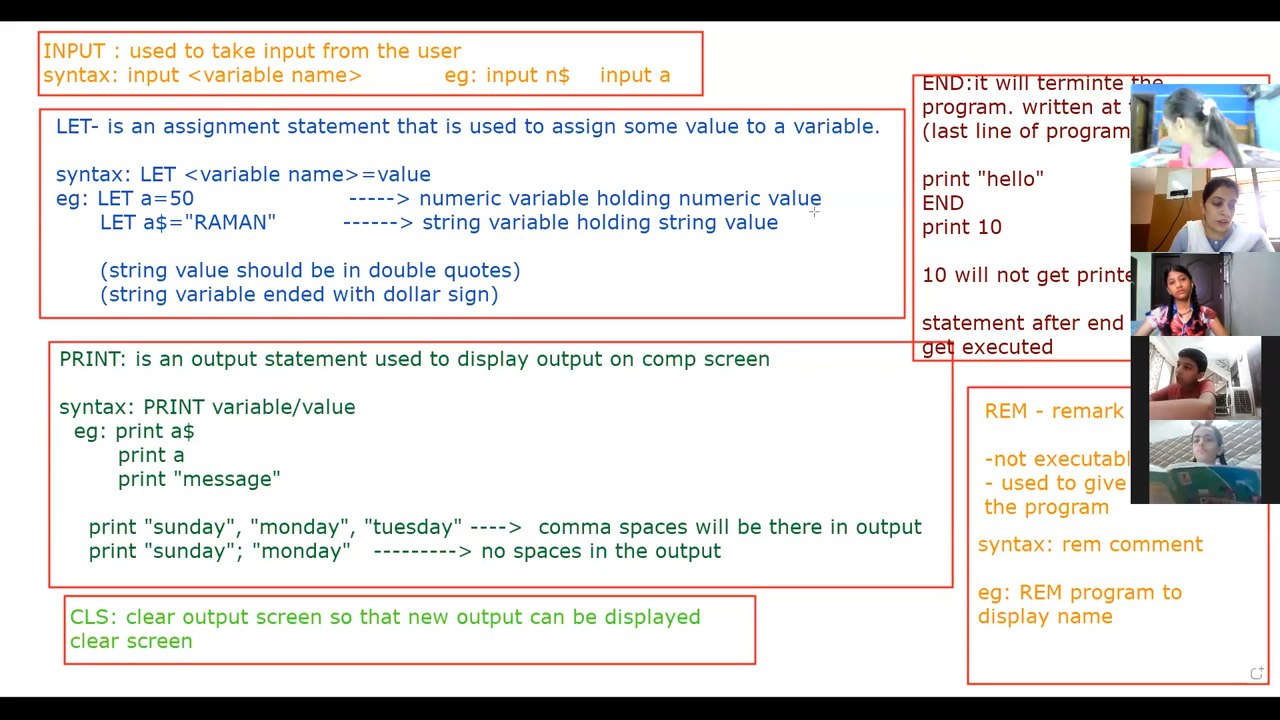 INPUT : used to take input from the user
syntax: input <variable name> eg: input n$ input a
LET- is an assignment statement that is used to assign some value to a variable.
syntax: LET <variable name>=value
eg: LET a=50 -----> numeric variable holding numeric value
LET a$="RAMAN" ------> string variable holding string value
(string value should be in double quotes)
(string variable ended with dollar sign)
PRINT: is an output statement used to display output on comp screen
syntax: PRINT variable/value
eg: print a$
print a
print "message"
print "sunday", "monday", "tuesday" ----> comma spaces will be there in output
print "sunday"; "monday" ---------> no spaces in the output
CLS: clear output screen so that new output can be displayed
clear screen
END:it will terminte the
program. written at
(last line of program
print "hello"
END
print 10
10 will not get printe
statement after end
get executed
REM - remark
-not executabl
- used to give
the program
syntax: rem comment
eg: REM program to
display name